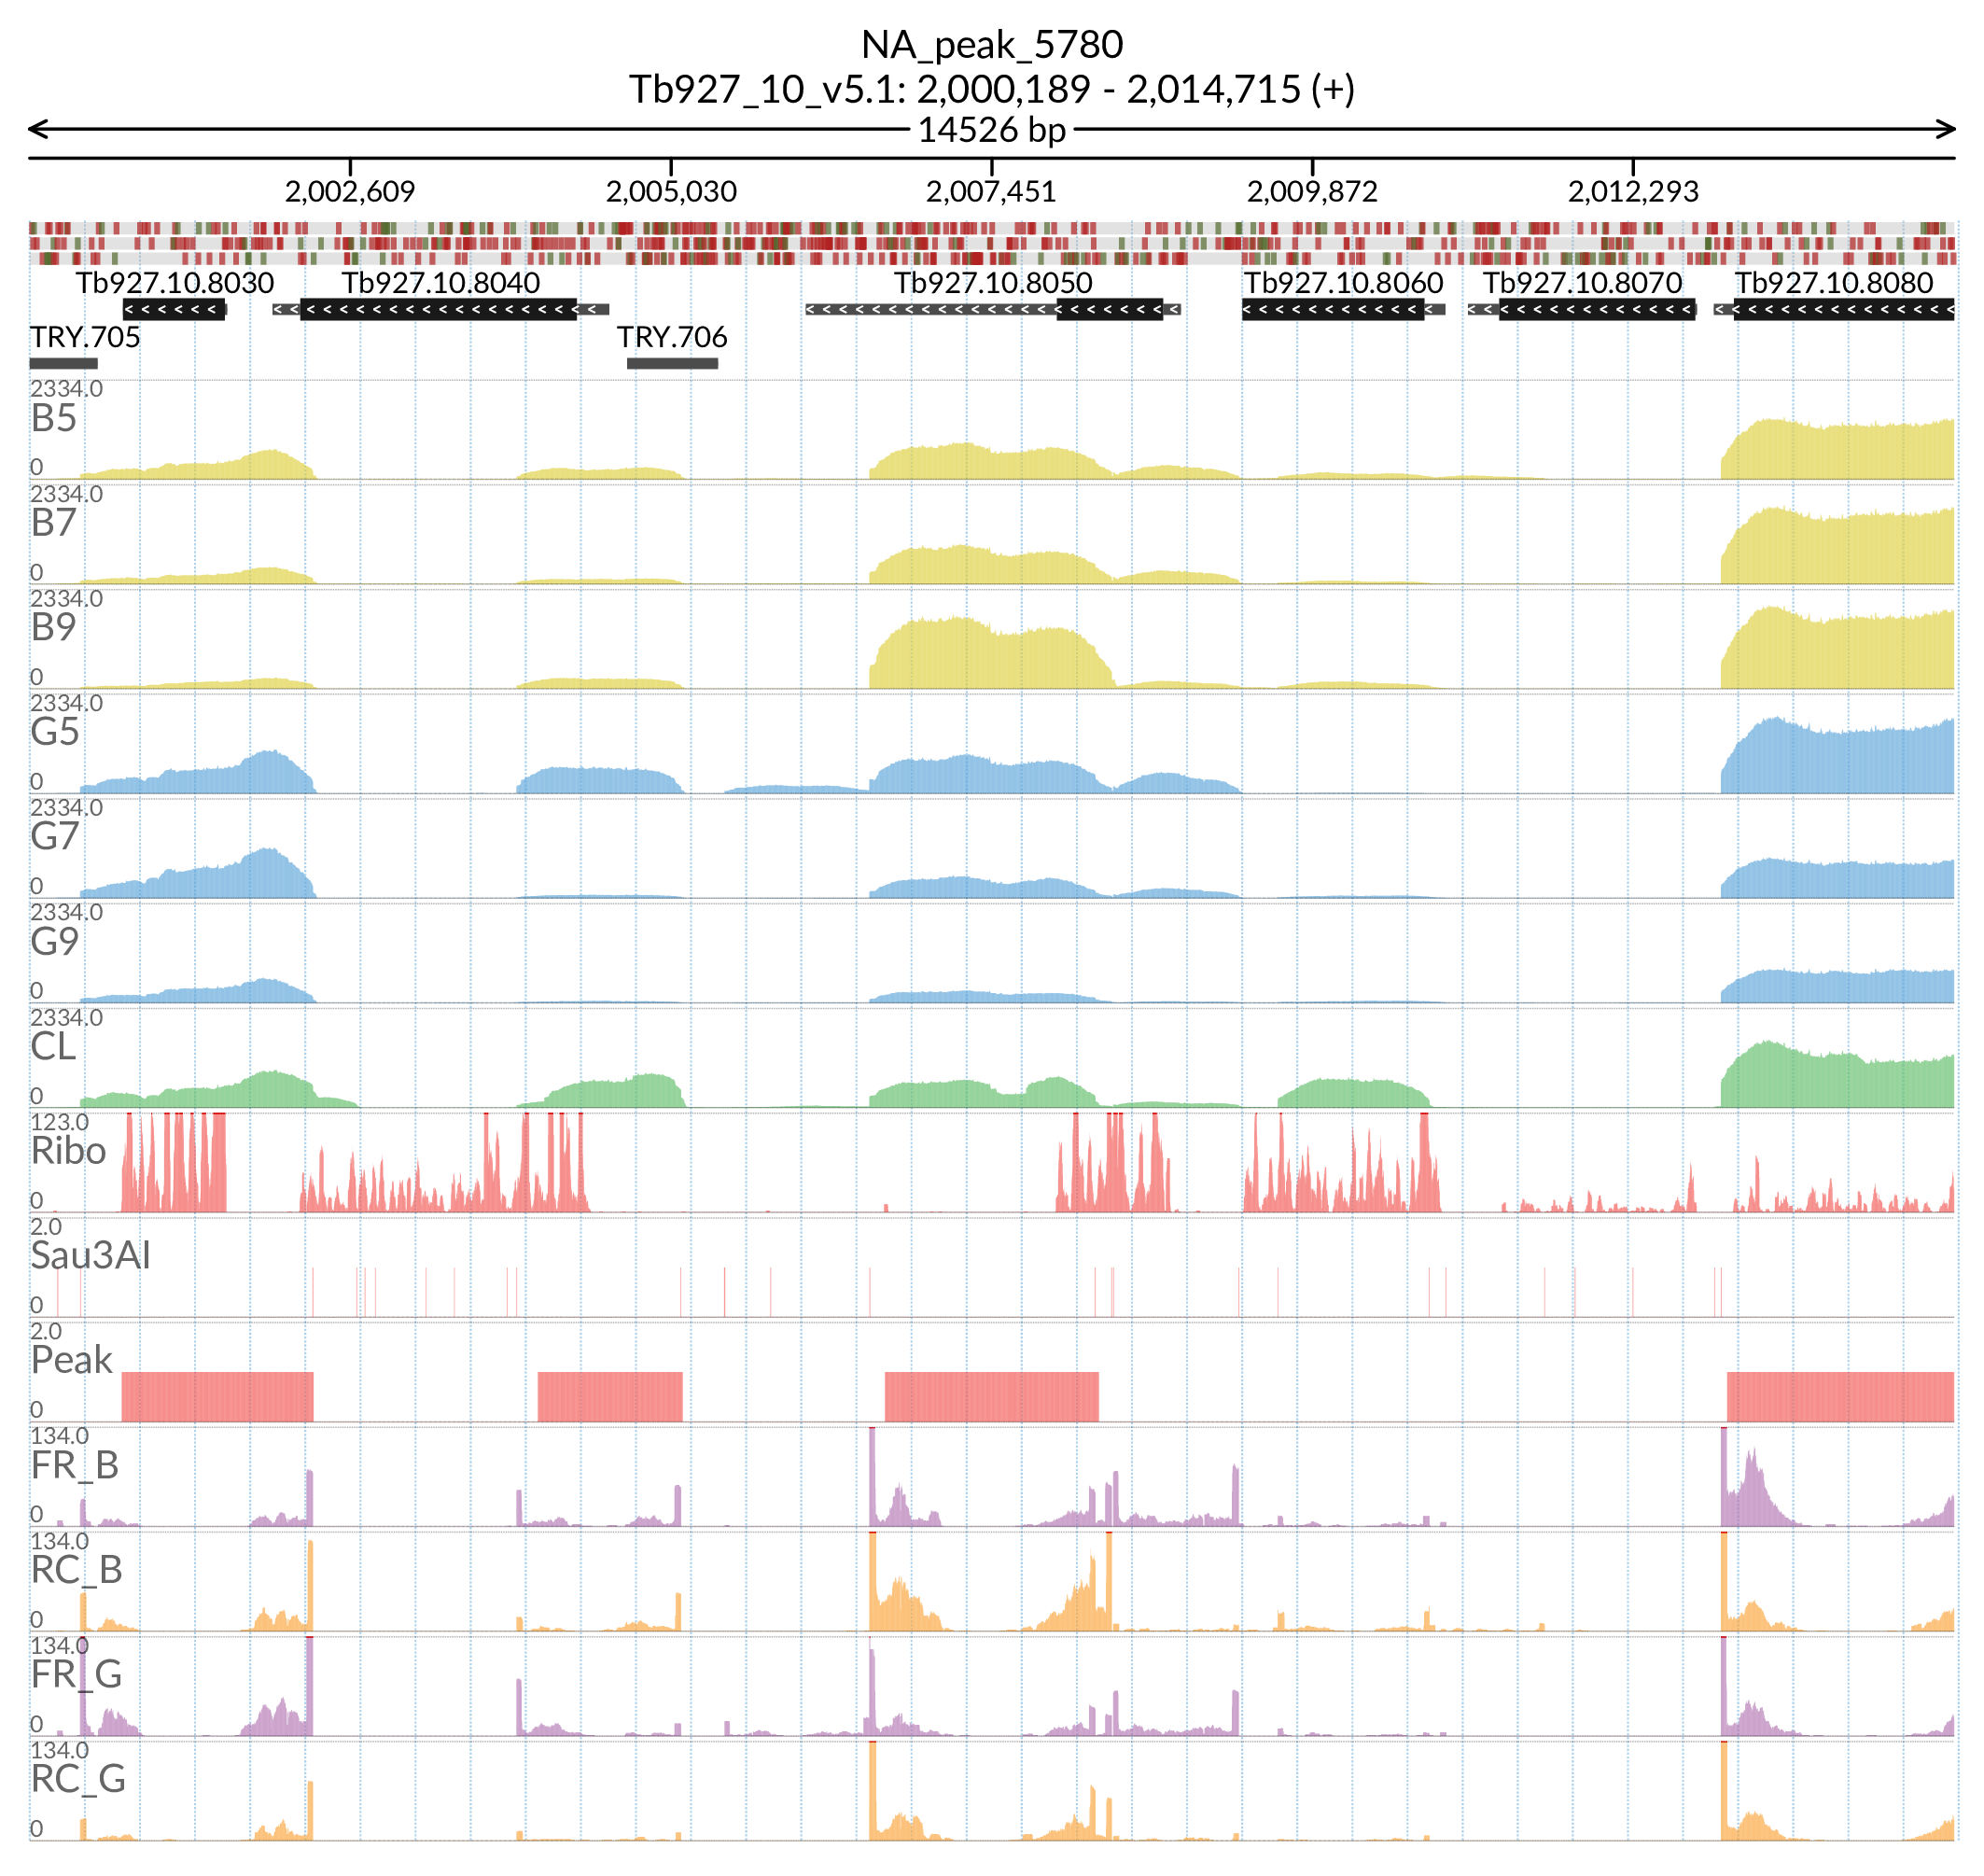 NA_peak_5780
Tb927_10_v5.1: 2,000,189 - 2,014,715 (+)
14526 bp
2,002,609 2,005,030 2,007,451 2,009,872 2,012,293
Tb927.10.8030 Tb927.10.8040 Tb927.10.8050 Tb927.10.8060 Tb927.10.8070 Tb927.10.8080
TRY.705 TRY.706
2334.0
B5
0
2334.0
B7
0
2334.0
B9
0
2334.0
G5
0
2334.0
G7
0
2334.0
G9
0
2334.0
CL
0
123.0
Ribo
0
2.0
Sau3AI
0
2.0
Peak
0
134.0
FR_B
0
134.0
RC_B
0
134.0
FR_G
0
134.0
RC_G
0